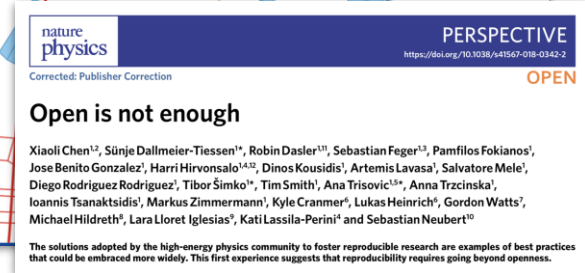 nature
physics
PERSPECTIVE
https://doi.org/10.1038/s41567-018-0342-2
Corrected: Publisher Correction
OPEN
Open is not enough
Xiaoli Chen1,2, Sünje Dallmeier-Tiessen1*, Robin Dasler1,11, Sebastian Feger1,3, Pamfilos Fokianos1,
Jose Benito Gonzalez1, Harri Hirvonsalo1,4,12, Dinos Kousidis1, Artemis Lavasa1, Salvatore Mele1,
Diego Rodriguez Rodriguez1, Tibor Šimko1*, Tim Smith1, Ana Trisovic1,5*, Anna Trzcinska1,
Ioannis Tsanaktsidis1, Markus Zimmermann1, Kyle Cranmer6, Lukas Heinrich6, Gordon Watts7,
Michael Hildreth8, Lara Lloret Iglesias9, Kati Lassila-Perini4 and Sebastian Neubert10
The solutions adopted by the high-energy physics community to foster reproducible research are examples of best practices
that could be embraced more widely. This first experience suggests that reproducibility requires going beyond openness.